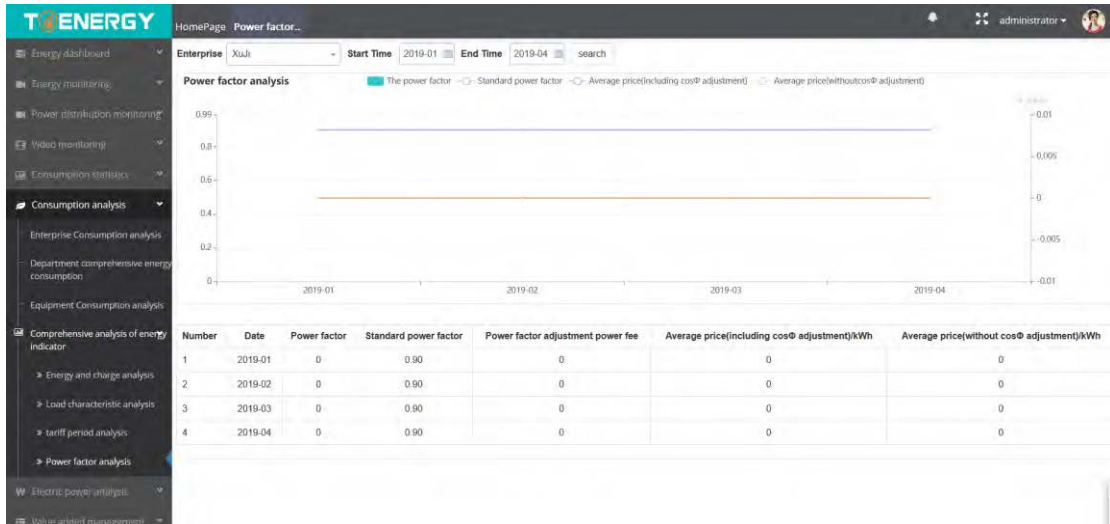 TOENERGY
HomePage Power factor..
administrator
Energy dashboard
Energy monitoring
Power distribution monitoring
Video monitoring
Consumption statistics
Consumption analysis
Enterprise Consumption analysis
Department comprehensive energy
consumption
Equipment Consumption analysis
Comprehensive analysis of energy
indicator
» Energy and charge analysis
» Load characteristic analysis
» tariff period analysis
» Power factor analysis
Electric power analysis
Value added management
Enterprise XuJi Start Time 2019-01 End Time 2019-04 search
Power factor analysis
The power factor Standard power factor Average price(including cosΦ adjustment) Average price(withoutcosΦ adjustment)
0.99
0.8
0.6
0.4
0.2
0
0.01
0.005
0
-0.005
-0.01
2019-01 2019-02 2019-03 2019-04
Number Date Power factor Standard power factor Power factor adjustment power fee Average price(including cosΦ adjustment)/kWh Average price(without cosΦ adjustment)/kWh
1 2019-01 0 0.90 0 0 0
2 2019-02 0 0.90 0 0 0
3 2019-03 0 0.90 0 0 0
4 2019-04 0 0.90 0 0 0